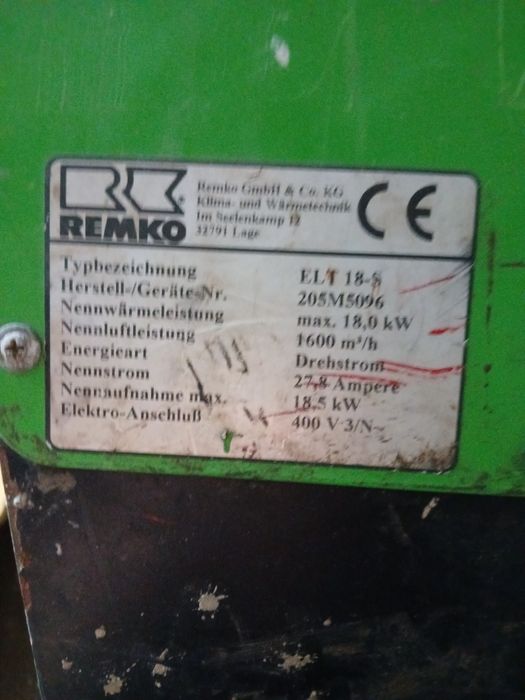 REMKO
Remko GmbH & Co. KG
Klima- und Wärmetechnik
Im Seelenkamp 12
32791 Lage
CE
Typbezeichnung ELT 18-S
Herstell-/Geräte-Nr. 205M5096
Nennwärmeleistung max. 18,0 kW
Nennluftleistung 1600 m³/h
Energieart Drehstrom
Nennstrom 27,8 Ampere
Nennaufnahme max. 18,5 kW
Elektro-Anschluß 400 V 3/N~